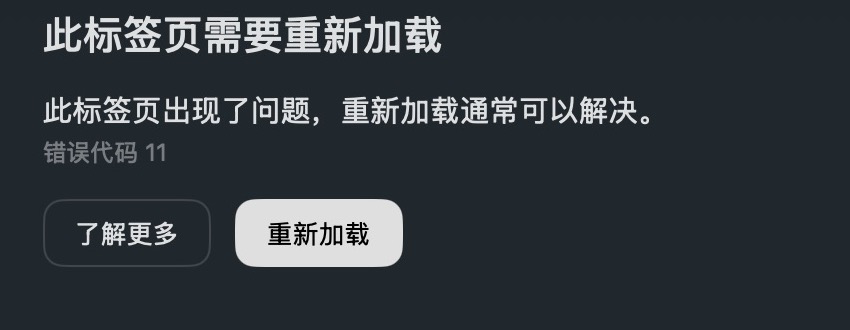 此标签页需要重新加载
此标签页出现了问题，重新加载通常可以解决。
错误代码 11
了解更多
重新加载